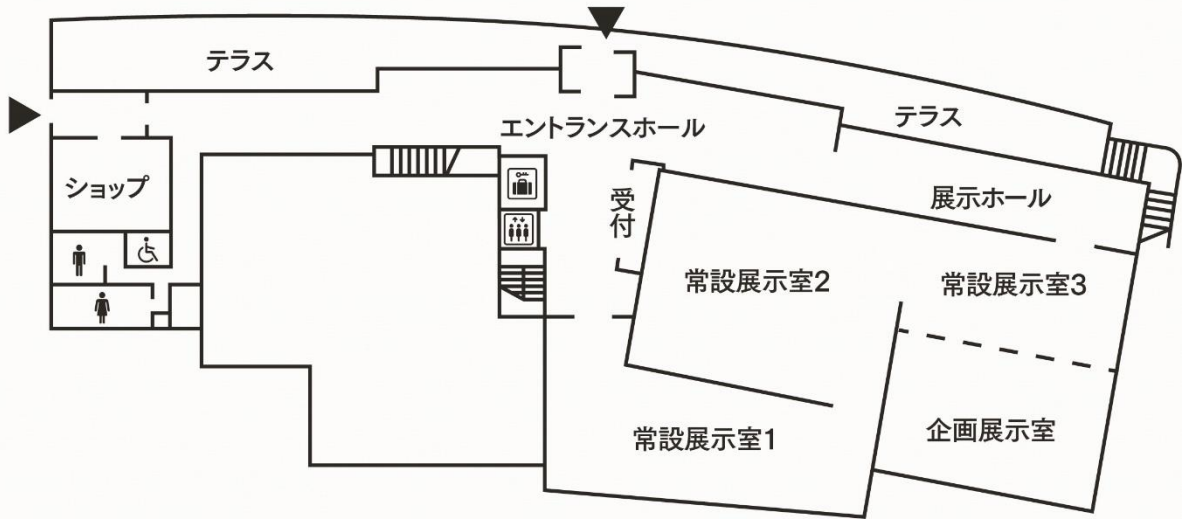 テラス
エントランスホール
テラス
ショップ
受付
展示ホール
常設展示室2
常設展示室3
常設展示室1
企画展示室